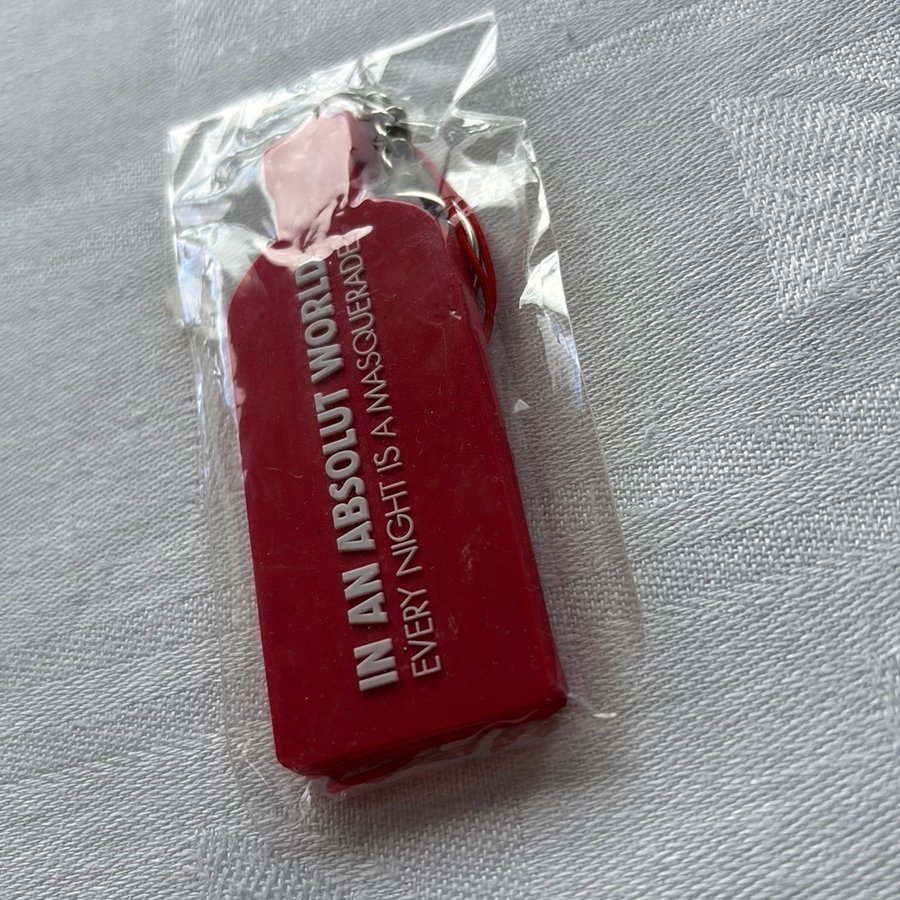 IN AN ABSOLUT WORLD
EVERY NIGHT IS A MASQUERADE